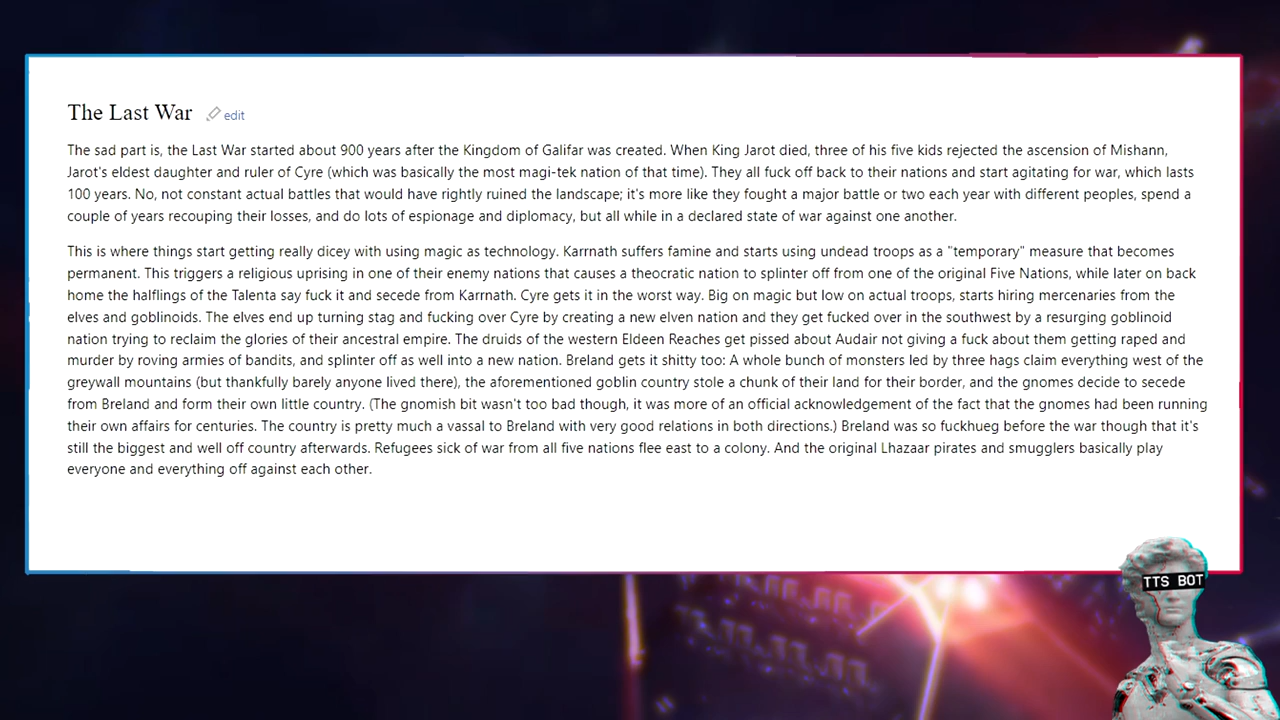 The Last War edit
The sad part is, the Last War started about 900 years after the Kingdom of Galifar was created. When King Jarot died, three of his five kids rejected the ascension of Mishann,
Jarot's eldest daughter and ruler of Cyre (which was basically the most magi-tek nation of that time). They all fuck off back to their nations and start agitating for war, which lasts
100 years. No, not constant actual battles that would have rightly ruined the landscape; it's more like they fought a major battle or two each year with different peoples, spend a
couple of years recouping their losses, and do lots of espionage and diplomacy, but all while in a declared state of war against one another.
This is where things start getting really dicey with using magic as technology. Karrnath suffers famine and starts using undead troops as a "temporary" measure that becomes
permanent. This triggers a religious uprising in one of their enemy nations that causes a theocratic nation to splinter off from one of the original Five Nations, while later on back
home the halflings of the Talenta say fuck it and secede from Karrnath. Cyre gets it in the worst way. Big on magic but low on actual troops, starts hiring mercenaries from the
elves and goblinoids. The elves end up turning stag and fucking over Cyre by creating a new elven nation and they get fucked over in the southwest by a resurging goblinoid
nation trying to reclaim the glories of their ancestral empire. The druids of the western Eldeen Reaches get pissed about Audair not giving a fuck about them getting raped and
murder by roving armies of bandits, and splinter off as well into a new nation. Breland gets it shitty too: A whole bunch of monsters led by three hags claim everything west of the
greywall mountains (but thankfully barely anyone lived there), the aforementioned goblin country stole a chunk of their land for their border, and the gnomes decide to secede
from Breland and form their own little country. (The gnomish bit wasn't too bad though, it was more of an official acknowledgement of the fact that the gnomes had been running
their own affairs for centuries. The country is pretty much a vassal to Breland with very good relations in both directions.) Breland was so fuckhueg before the war though that it's
still the biggest and well off country afterwards. Refugees sick of war from all five nations flee east to a colony. And the original Lhazaar pirates and smugglers basically play
everyone and everything off against each other.
TTS BOT